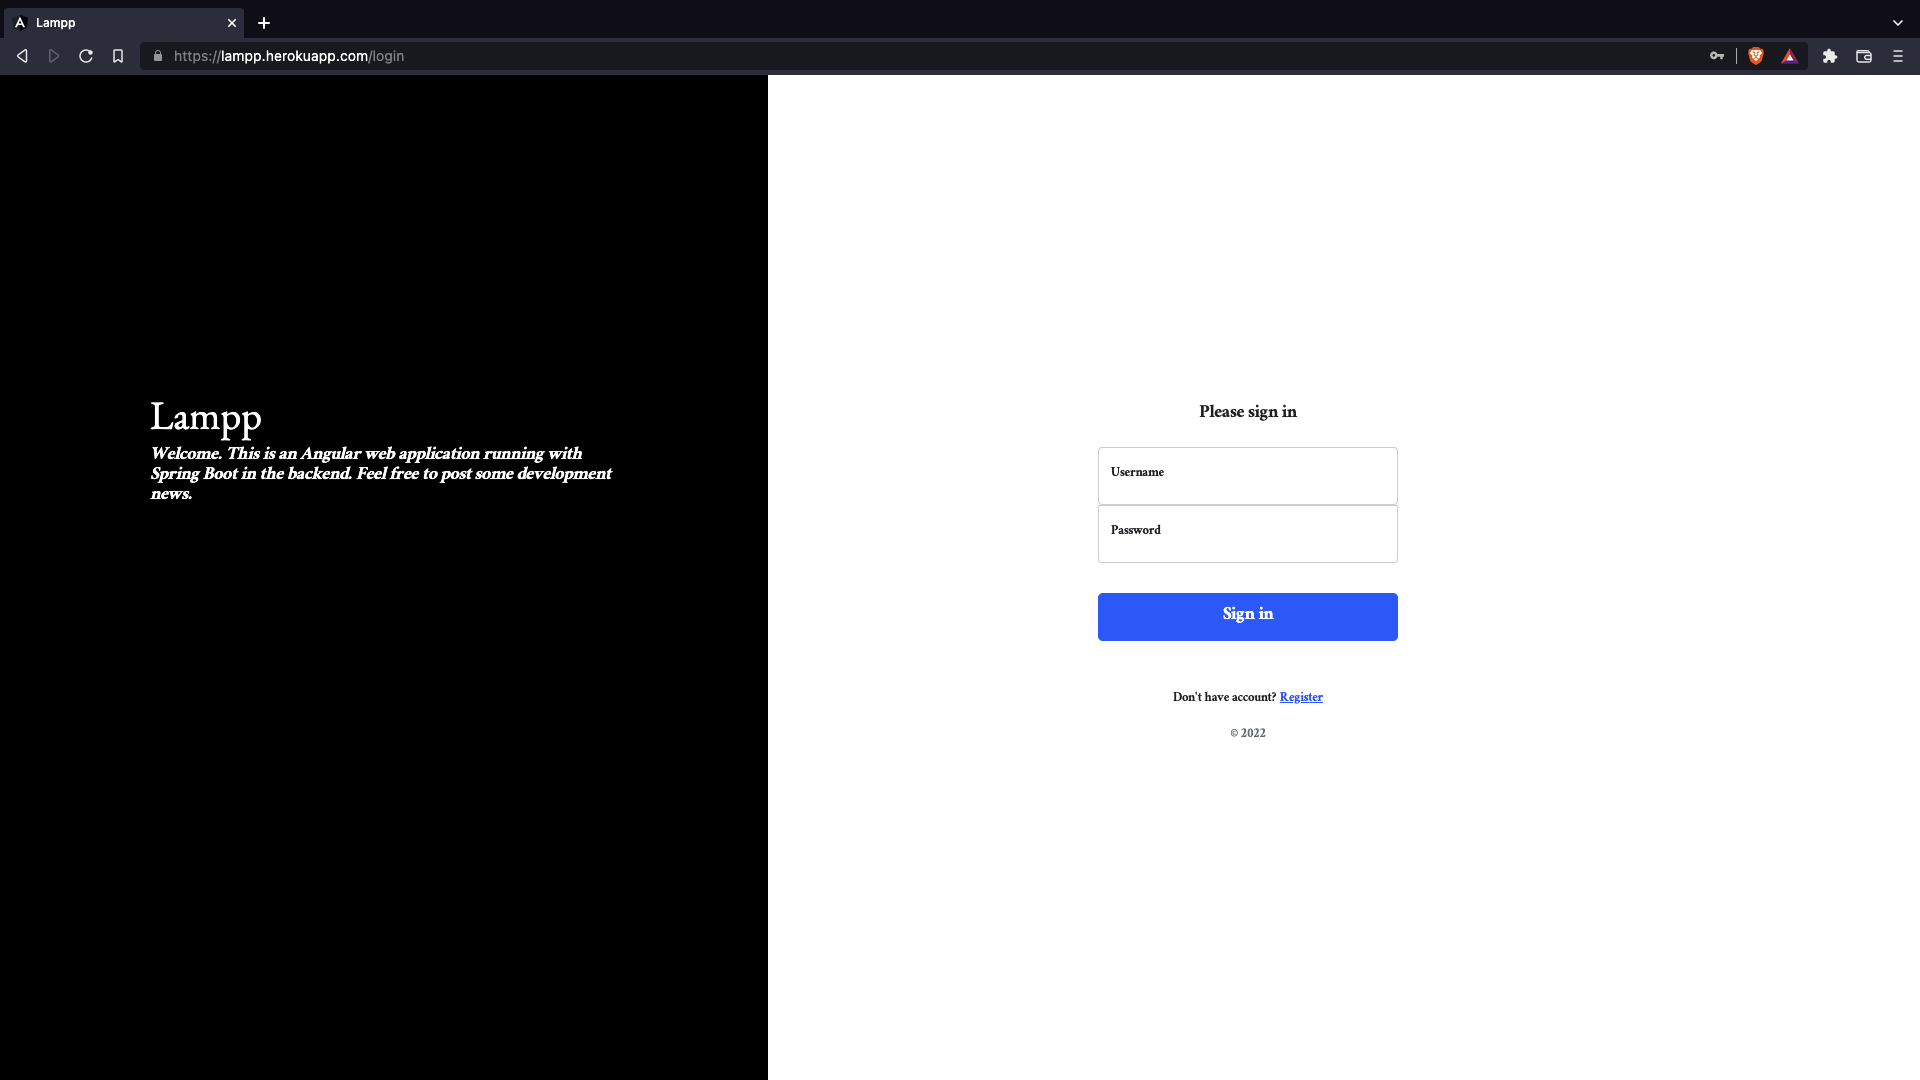 Lampp
https://lampp.herokuapp.com/login
Lampp
Welcome. This is an Angular web application running with
Spring Boot in the backend. Feel free to post some development
news.
Please sign in
Username
Password
Sign in
Don't have account? Register
© 2022